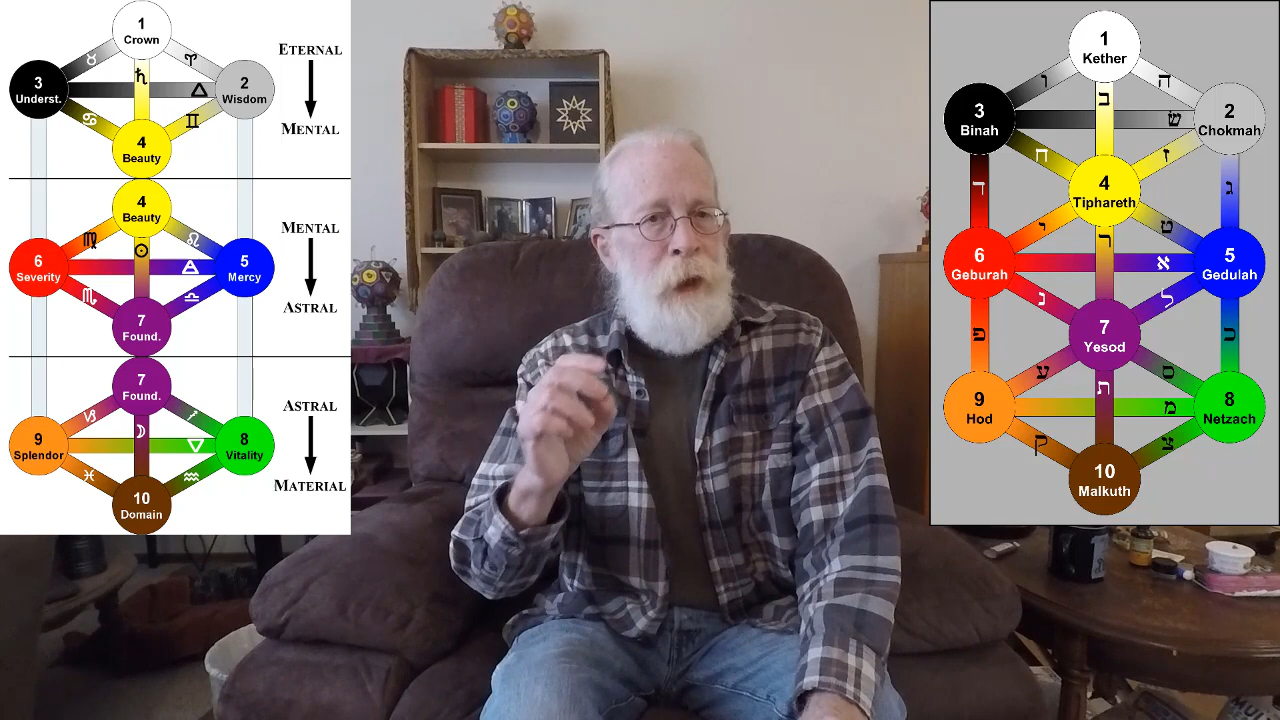 1
Crown
♉ ♈
ETERNAL
♄
3
Underst.
△
2
Wisdom
♋ ♊
MENTAL
4
Beauty
4
Beauty
MENTAL
♍ ☉ ♌
6
Severity
🜁
5
Mercy
♏ ♎
ASTRAL
7
Found.
7
Found.
ASTRAL
♑ ☽ ♐
9
Splendor
▽
8
Vitality
♓ ♒
MATERIAL
10
Domain
1
Kether
ו ה
ב
3
Binah
ש
2
Chokmah
ח ז
4
Tiphareth
ד ג
י ר ט
6
Geburah
א
5
Gedulah
נ ל
7
Yesod
פ כ
ע ת ס
9
Hod
מ
8
Netzach
ק צ
10
Malkuth